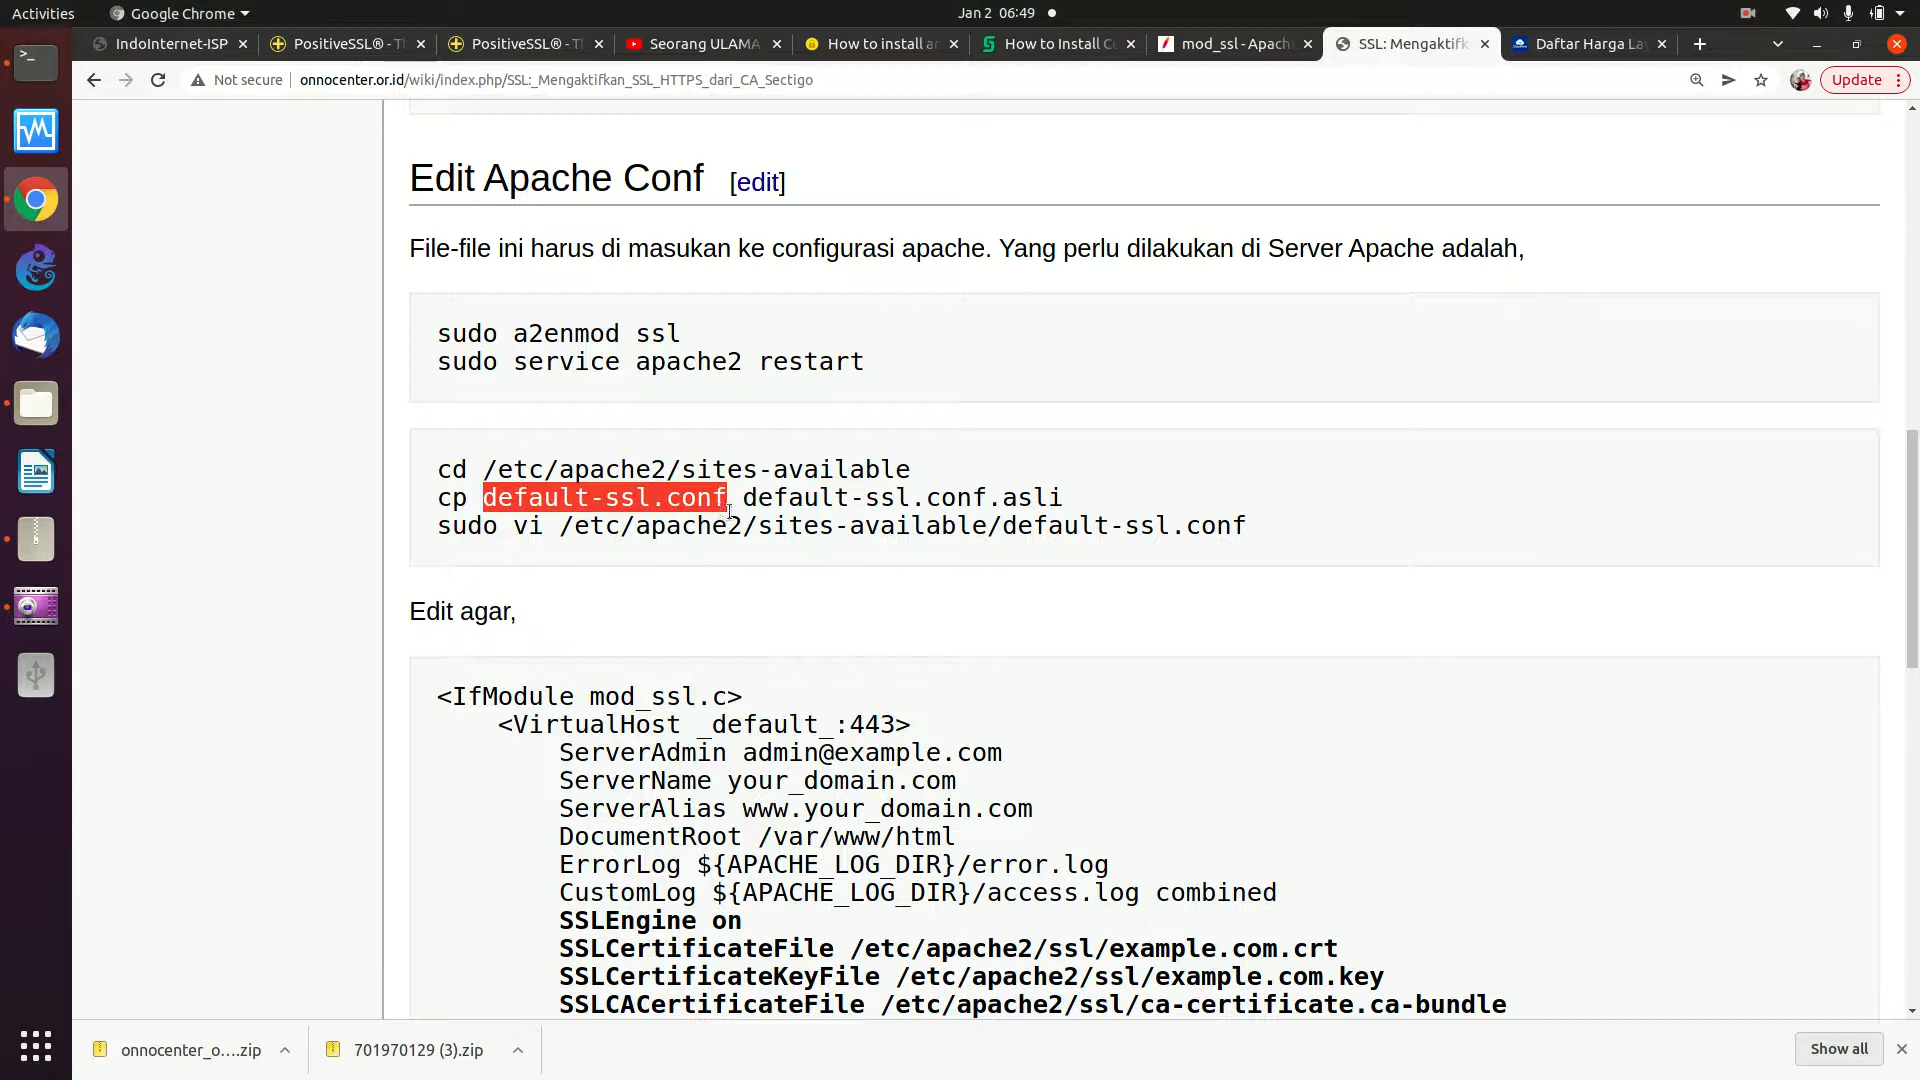 Activities
Google Chrome
Jan 2 06:49
IndoInternet-ISP
PositiveSSL® - T
PositiveSSL® - T
Seorang ULAMA
How to install a
How to Install C
mod_ssl - Apach
SSL: Mengaktifk
Daftar Harga La
Not secure
onnocenter.or.id/wiki/index.php/SSL:_Mengaktifkan_SSL_HTTPS_dari_CA_Sectigo
Update
Edit Apache Conf [edit]
File-file ini harus di masukan ke configurasi apache. Yang perlu dilakukan di Server Apache adalah,
sudo a2enmod ssl
sudo service apache2 restart
cd /etc/apache2/sites-available
cp default-ssl.conf default-ssl.conf.asli
sudo vi /etc/apache2/sites-available/default-ssl.conf
Edit agar,
<IfModule mod_ssl.c>
<VirtualHost _default_:443>
ServerAdmin admin@example.com
ServerName your_domain.com
ServerAlias www.your_domain.com
DocumentRoot /var/www/html
ErrorLog ${APACHE_LOG_DIR}/error.log
CustomLog ${APACHE_LOG_DIR}/access.log combined
SSLEngine on
SSLCertificateFile /etc/apache2/ssl/example.com.crt
SSLCertificateKeyFile /etc/apache2/ssl/example.com.key
SSLCACertificateFile /etc/apache2/ssl/ca-certificate.ca-bundle
onnocenter_o....zip
701970129 (3).zip
Show all